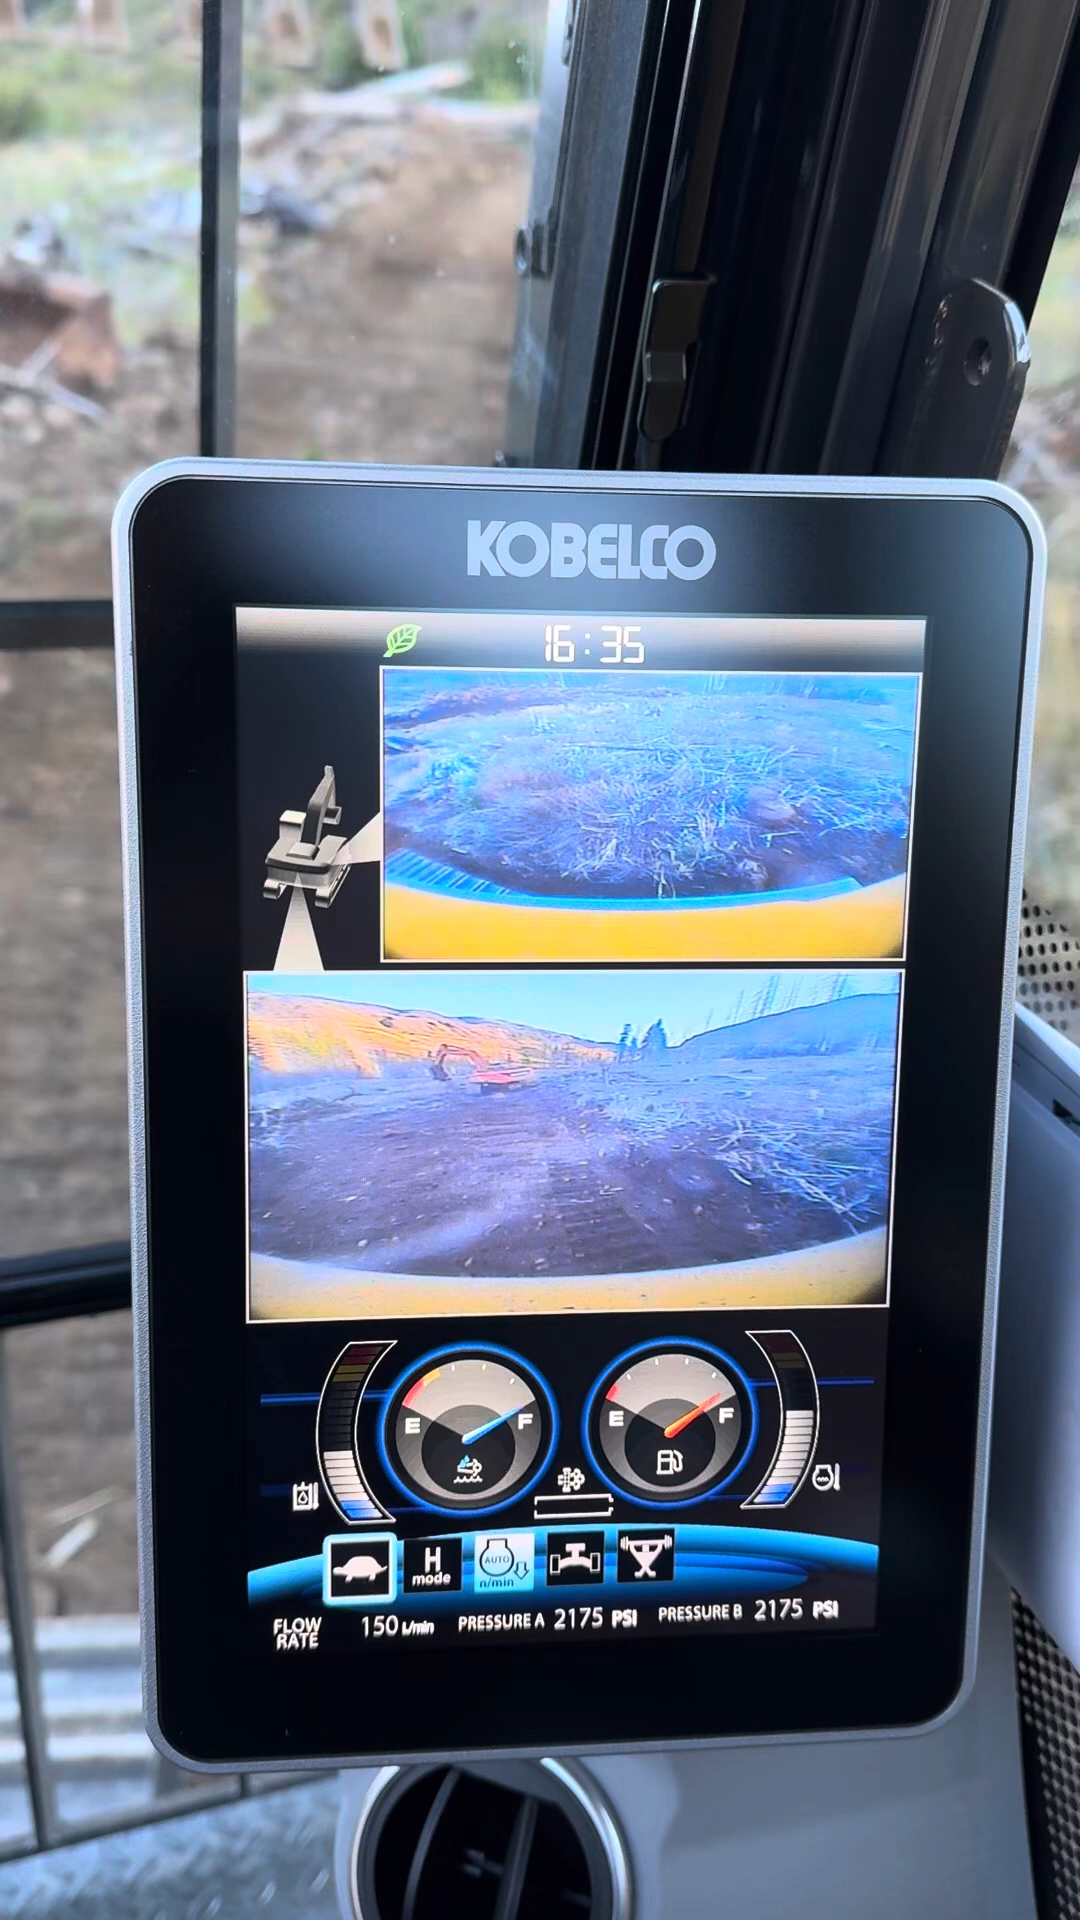 KOBELCO
16:35
E F
E F
H
mode
AUTO
n/min
FLOW
RATE
150 L/min PRESSURE A 2175 PSI PRESSURE B 2175 PSI